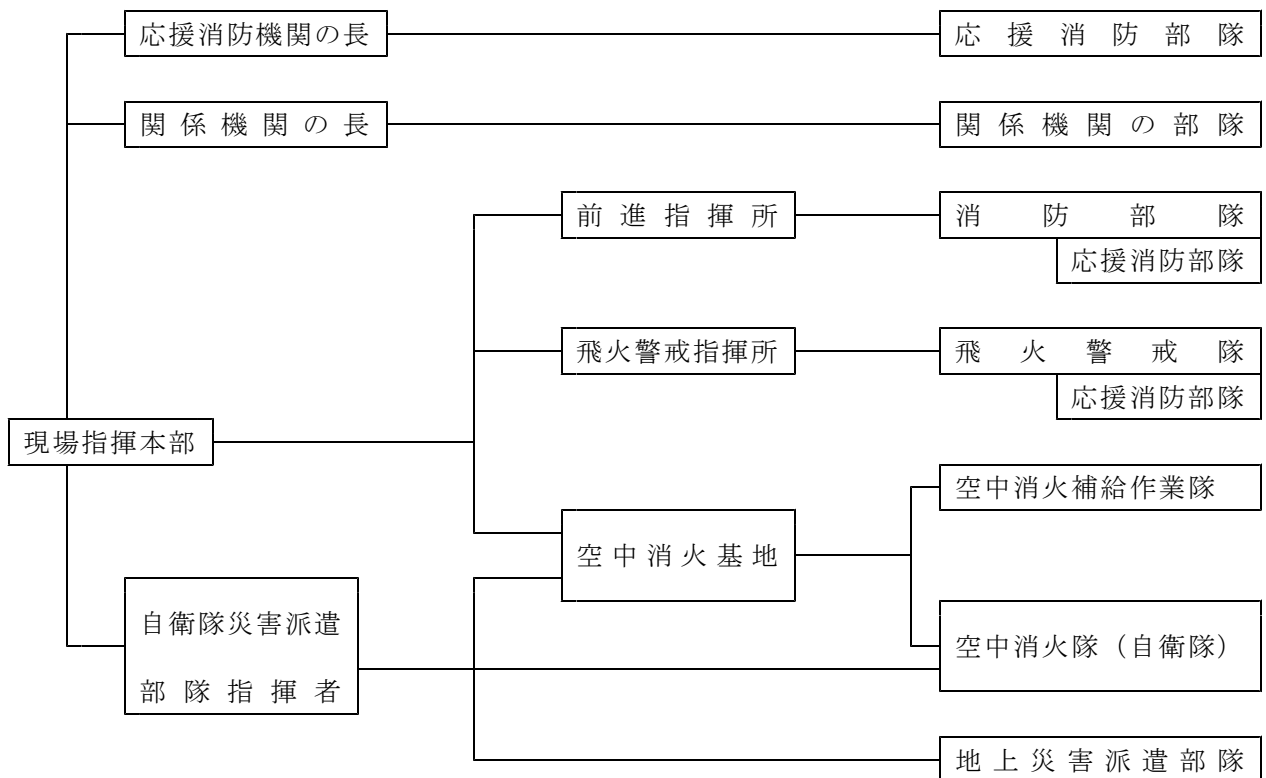 応援消防機関の長
応援消防部隊
関係機関の長
関係機関の部隊
前進指揮所
消防部隊
応援消防部隊
飛火警戒指揮所
飛火警戒隊
応援消防部隊
現場指揮本部
空中消火補給作業隊
空中消火基地
自衛隊災害派遣
部隊指揮者
空中消火隊（自衛隊）
地上災害派遣部隊